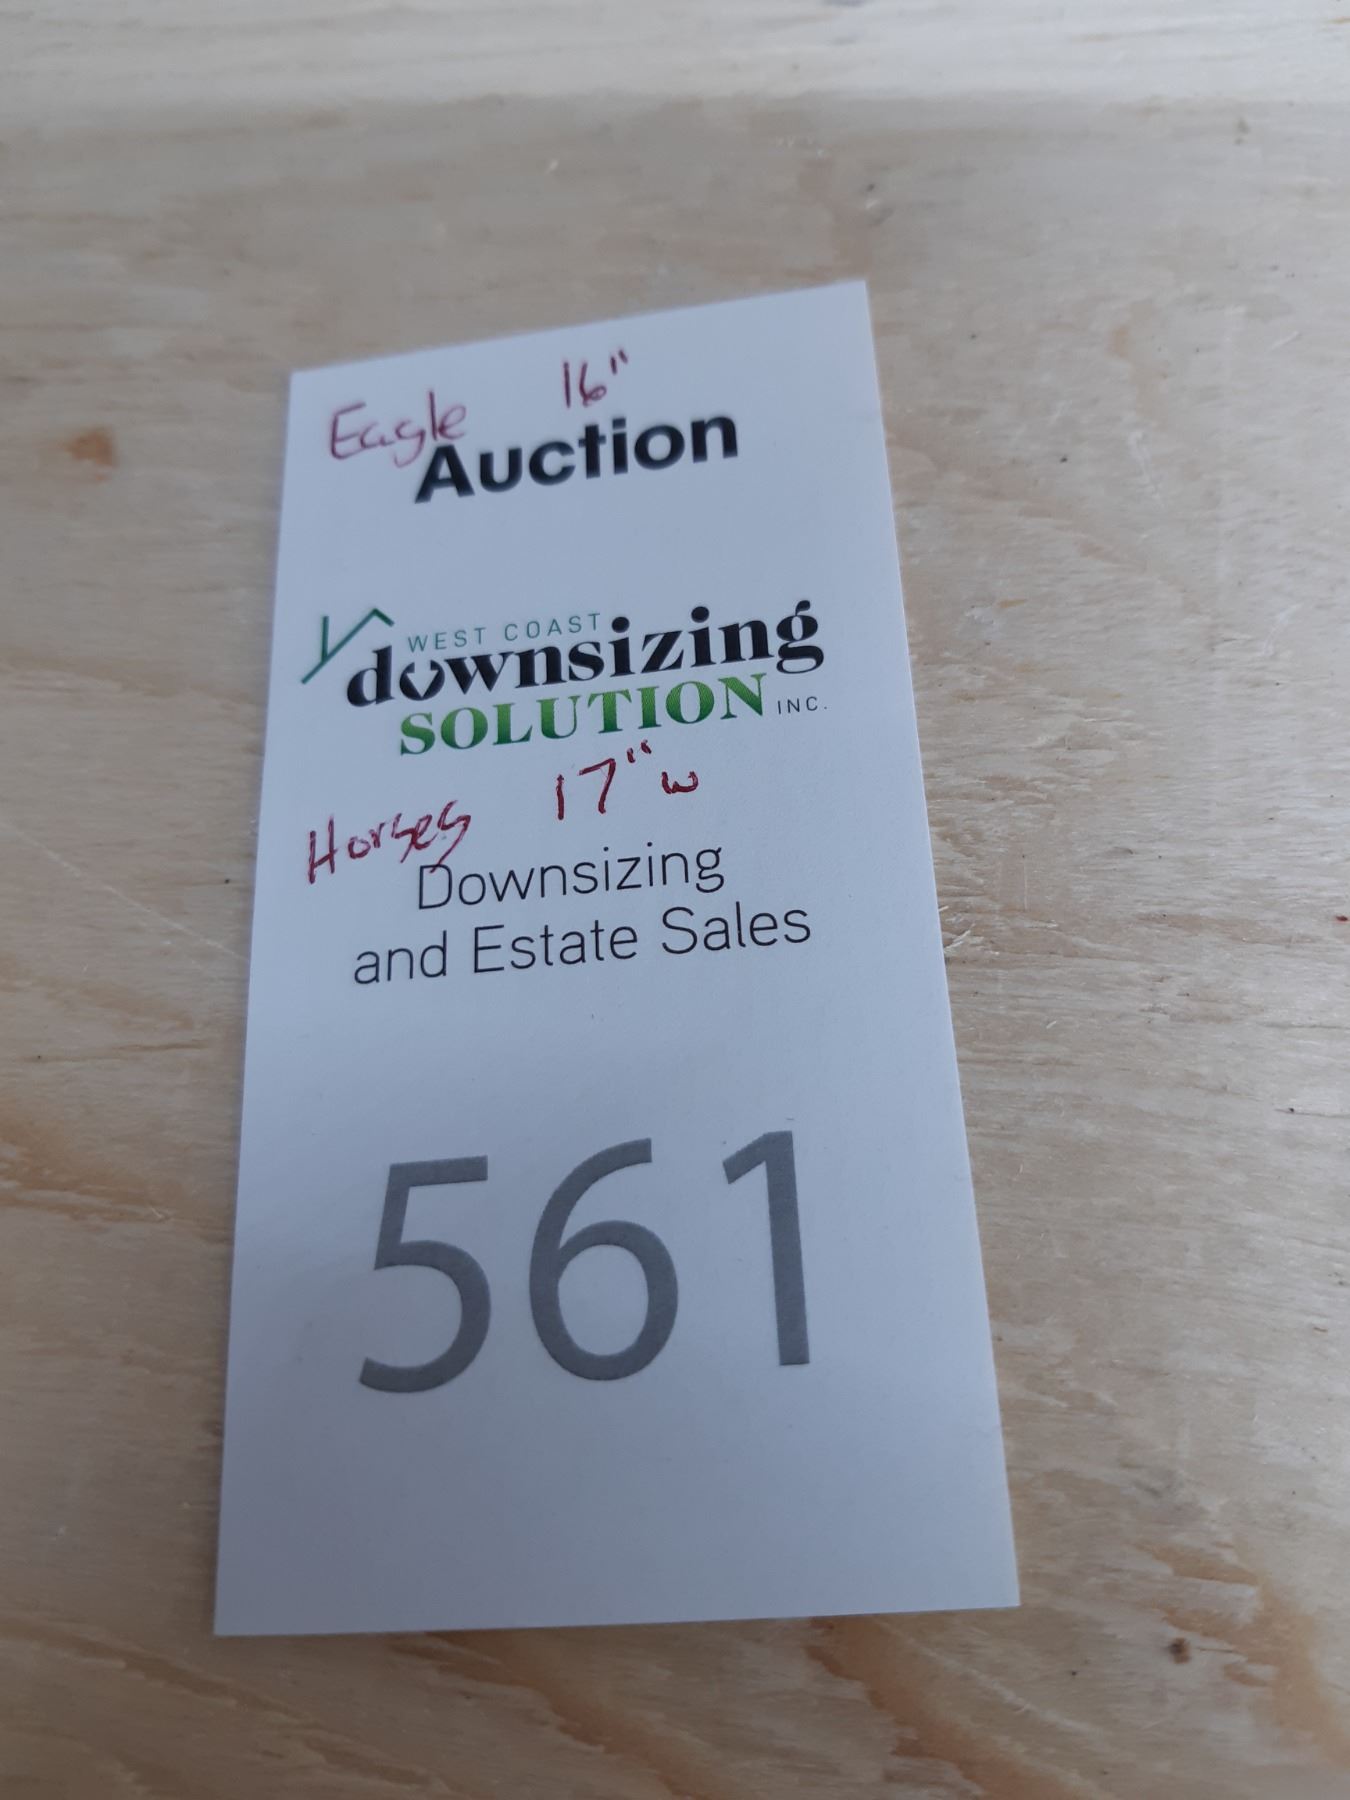 Eagle 16"
Auction
WEST COAST
downsizing
SOLUTION INC.
Horses 17" w
Downsizing
and Estate Sales
561